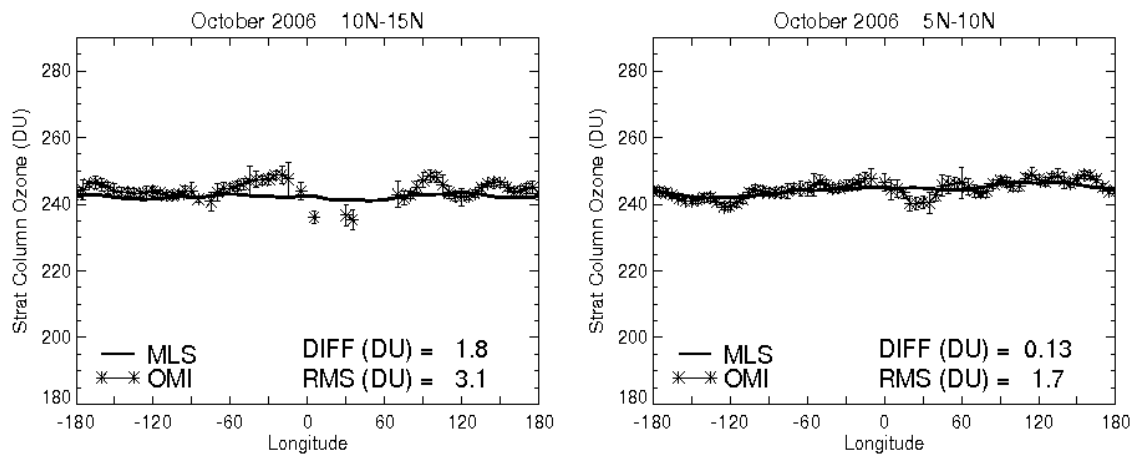 October 2006 10N-15N
Strat Column Ozone (DU)
280
260
240
220
200
180
MLS
OMI
DIFF (DU) = 1.8
RMS (DU) = 3.1
-180 -120 -60 0 60 120 180
Longitude
October 2006 5N-10N
Strat Column Ozone (DU)
280
260
240
220
200
180
MLS
OMI
DIFF (DU) = 0.13
RMS (DU) = 1.7
-180 -120 -60 0 60 120 180
Longitude